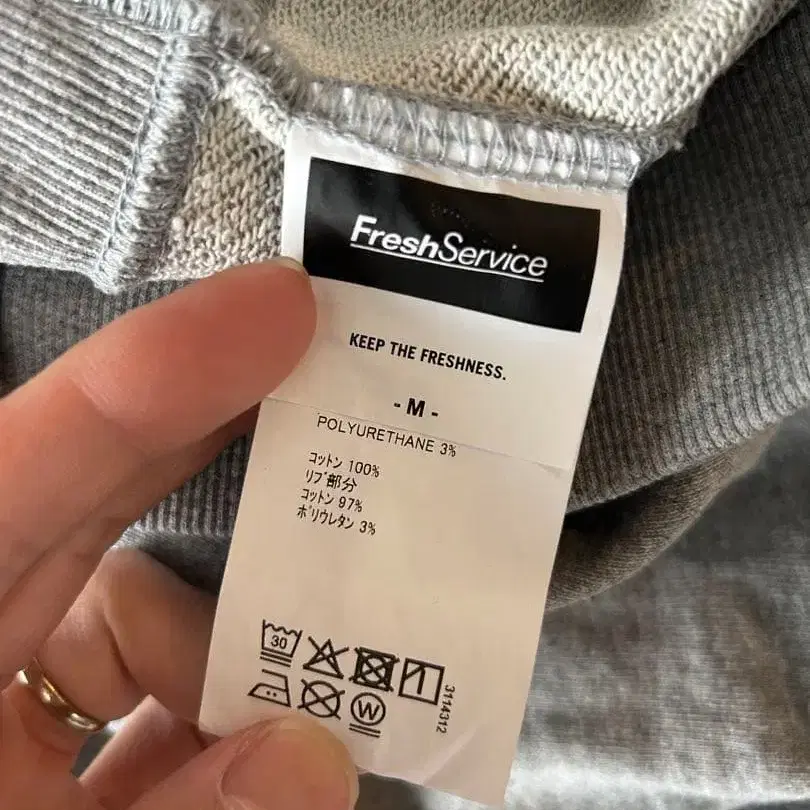 FreshService
KEEP THE FRESHNESS.
- M -
POLYURETHANE 3%
コットン 100%
リブ部分
コットン 97%
ポリウレタン 3%
30
W
3114312